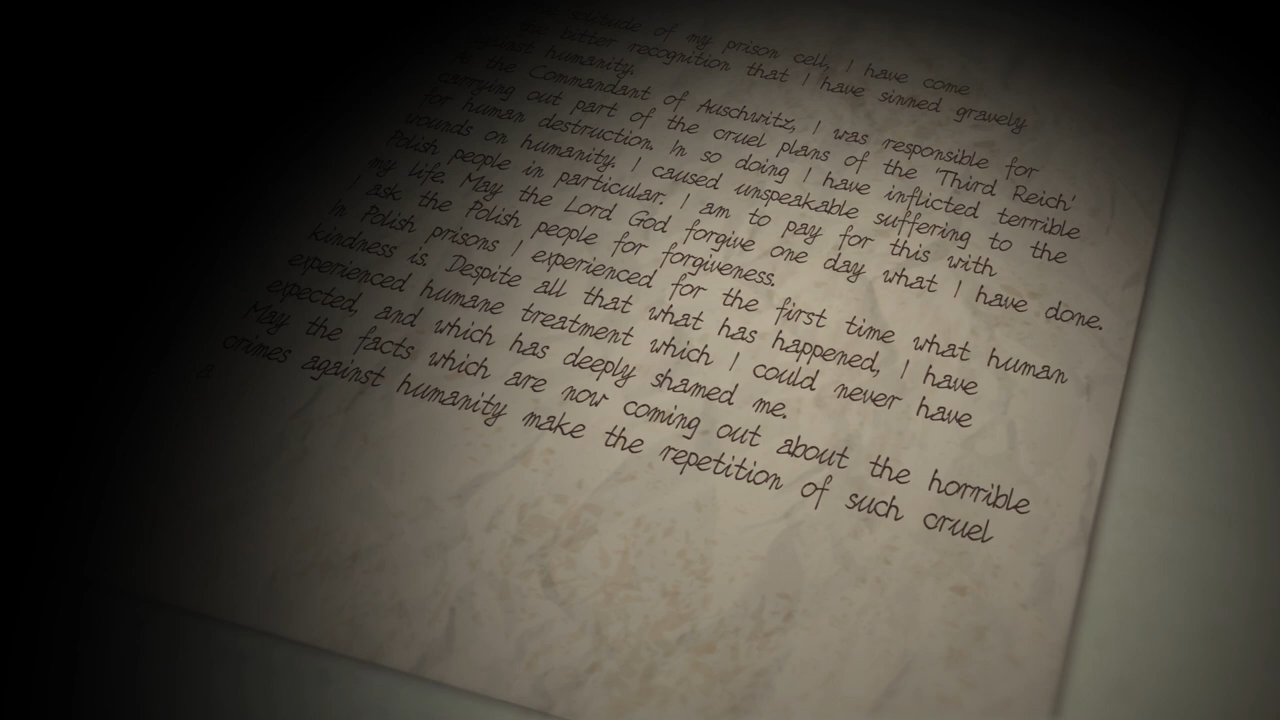 solitude of my prison cell, I have come
bitter recognition that I have sinned gravely
against humanity.
the Commandant of Auschwitz, I was responsible for
carrying out part of the cruel plans of the 'Third Reich'
for human destruction. In so doing I have inflicted terrible
wounds on humanity. I caused unspeakable suffering to the
Polish people in particular. I am to pay for this with
my life. May the Lord God forgive one day what I have done.
I ask the Polish people for forgiveness.
In Polish prisons I experienced for the first time what human
kindness is. Despite all that what has happened, I have
experienced humane treatment which I could never have
expected, and which has deeply shamed me.
May the facts which are now coming out about the horrible
crimes against humanity make the repetition of such cruel
a